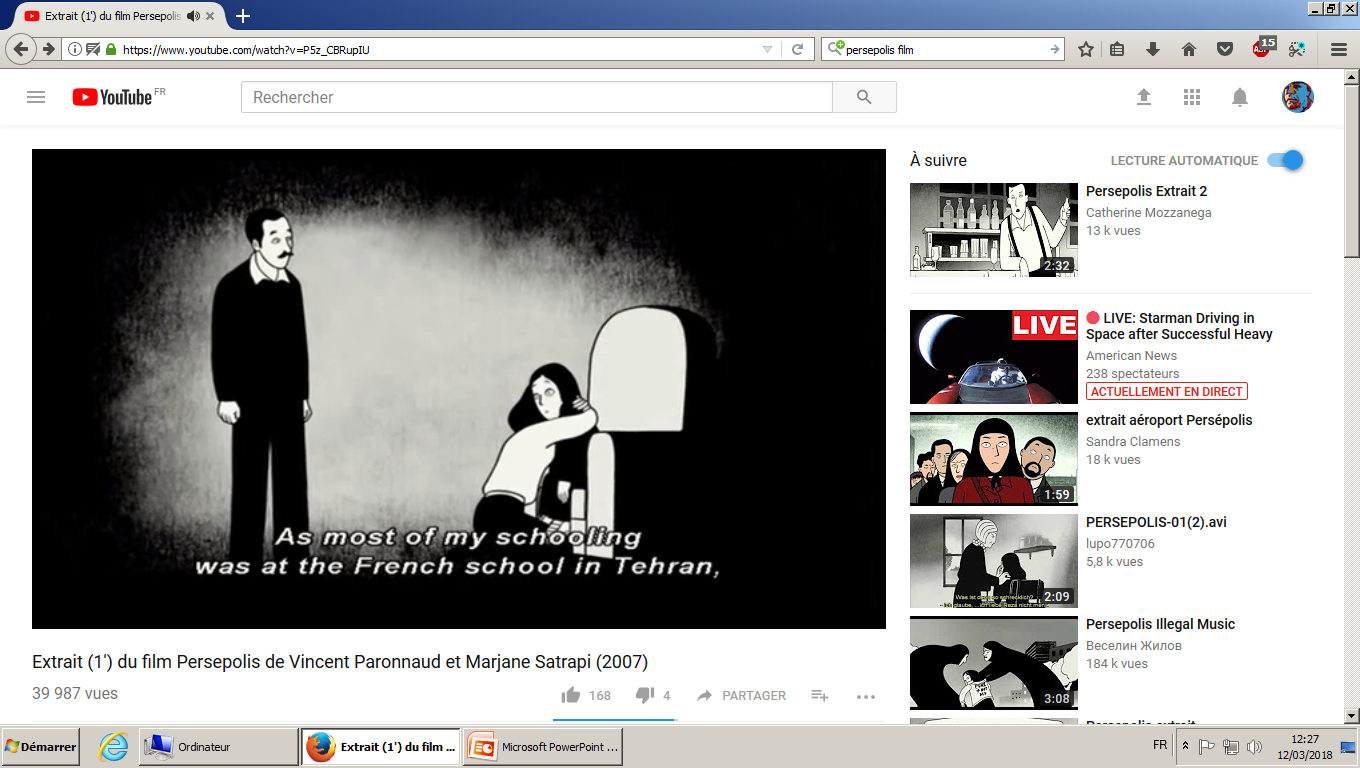 Extrait (1') du film Persepolis
https://www.youtube.com/watch?v=P5z_CBRupIU
persepolis film
15
YouTube FR
Rechercher
As most of my schooling
was at the French school in Tehran,
Extrait (1') du film Persepolis de Vincent Paronnaud et Marjane Satrapi (2007)
39 987 vues
168
4
PARTAGER
À suivre
LECTURE AUTOMATIQUE
2:32
Persepolis Extrait 2
Catherine Mozzanega
13 k vues
LIVE
LIVE: Starman Driving in
Space after Successful Heavy
American News
238 spectateurs
ACTUELLEMENT EN DIRECT
1:59
extrait aéroport Persépolis
Sandra Clamens
18 k vues
2:09
PERSEPOLIS-01(2).avi
lupo770706
5,8 k vues
3:08
Persepolis Illegal Music
Веселин Жилов
184 k vues
Persepolis extrait
Démarrer
Ordinateur
Extrait (1') du film ...
Microsoft PowerPoint ...
FR
12:27
12/03/2018